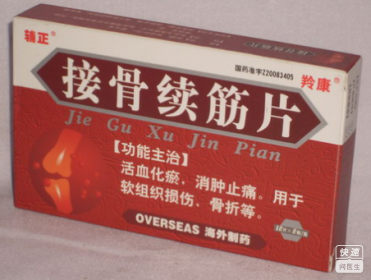 辅正®
国药准字Z20083405
羚康®
接骨续筋片
Jie Gu Xu Jin Pian
【功能主治】
活血化瘀，消肿止痛。用于
软组织损伤、骨折等。
OVERSEAS 海外制药
快速
问医生